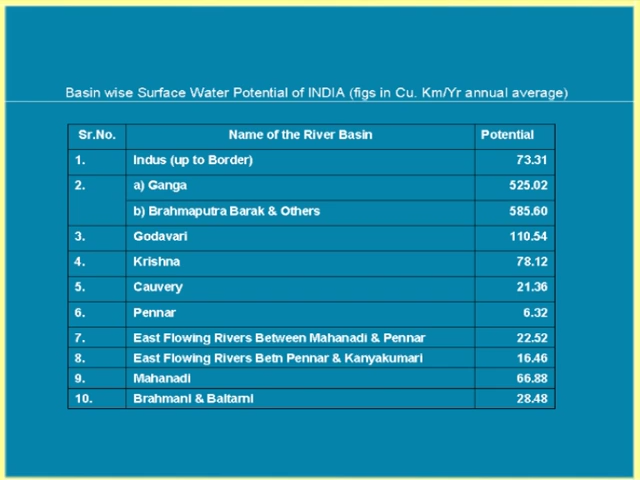 Basin wise Surface Water Potential of INDIA (figs in Cu. Km/Yr annual average)
Sr.No. Name of the River Basin Potential
1. Indus (up to Border) 73.31
2. a) Ganga 525.02
b) Brahmaputra Barak & Others 585.60
3. Godavari 110.54
4. Krishna 78.12
5. Cauvery 21.36
6. Pennar 6.32
7. East Flowing Rivers Between Mahanadi & Pennar 22.52
8. East Flowing Rivers Betn Pennar & Kanyakumari 16.46
9. Mahanadi 66.88
10. Brahmani & Baitarni 28.48